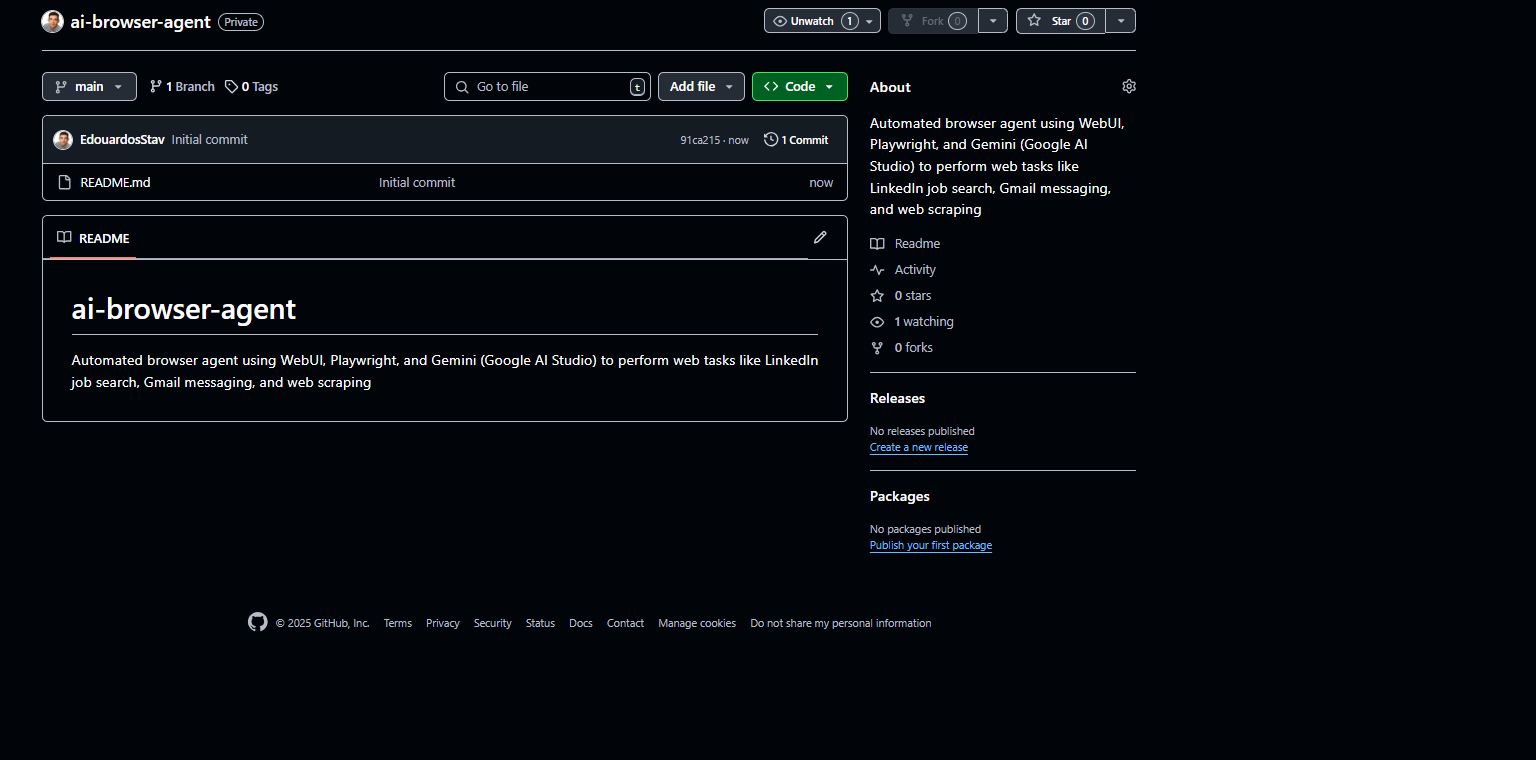 ai-browser-agent Private Unwatch 1 Fork 0 Star 0
main 1 Branch 0 Tags Go to file t Add file Code
EdouardosStav Initial commit 91ca215 · now 1 Commit
README.md Initial commit now
README
ai-browser-agent
Automated browser agent using WebUI, Playwright, and Gemini (Google AI Studio) to perform web tasks like LinkedIn
job search, Gmail messaging, and web scraping
About
Automated browser agent using WebUI,
Playwright, and Gemini (Google AI
Studio) to perform web tasks like
LinkedIn job search, Gmail messaging,
and web scraping
Readme
Activity
0 stars
1 watching
0 forks
Releases
No releases published
Create a new release
Packages
No packages published
Publish your first package
© 2025 GitHub, Inc. Terms Privacy Security Status Docs Contact Manage cookies Do not share my personal information